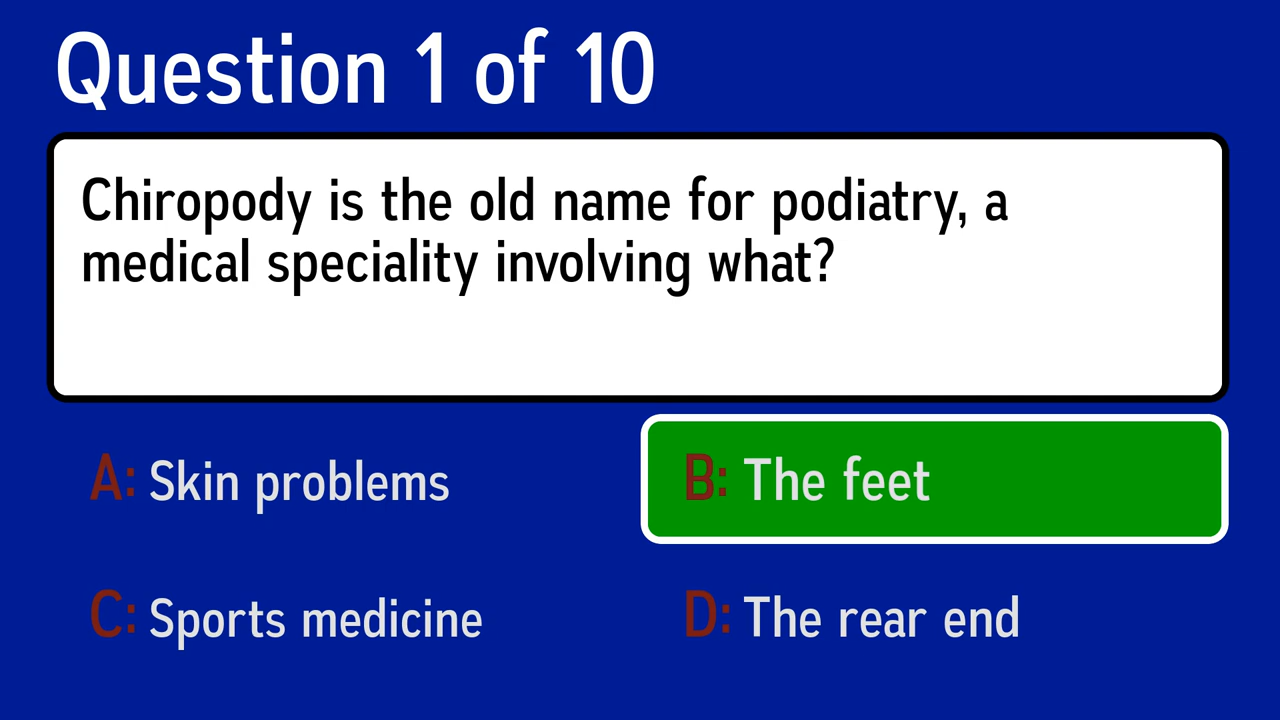 Question 1 of 10
Chiropody is the old name for podiatry, a
medical speciality involving what?
A: Skin problems
B: The feet
C: Sports medicine
D: The rear end